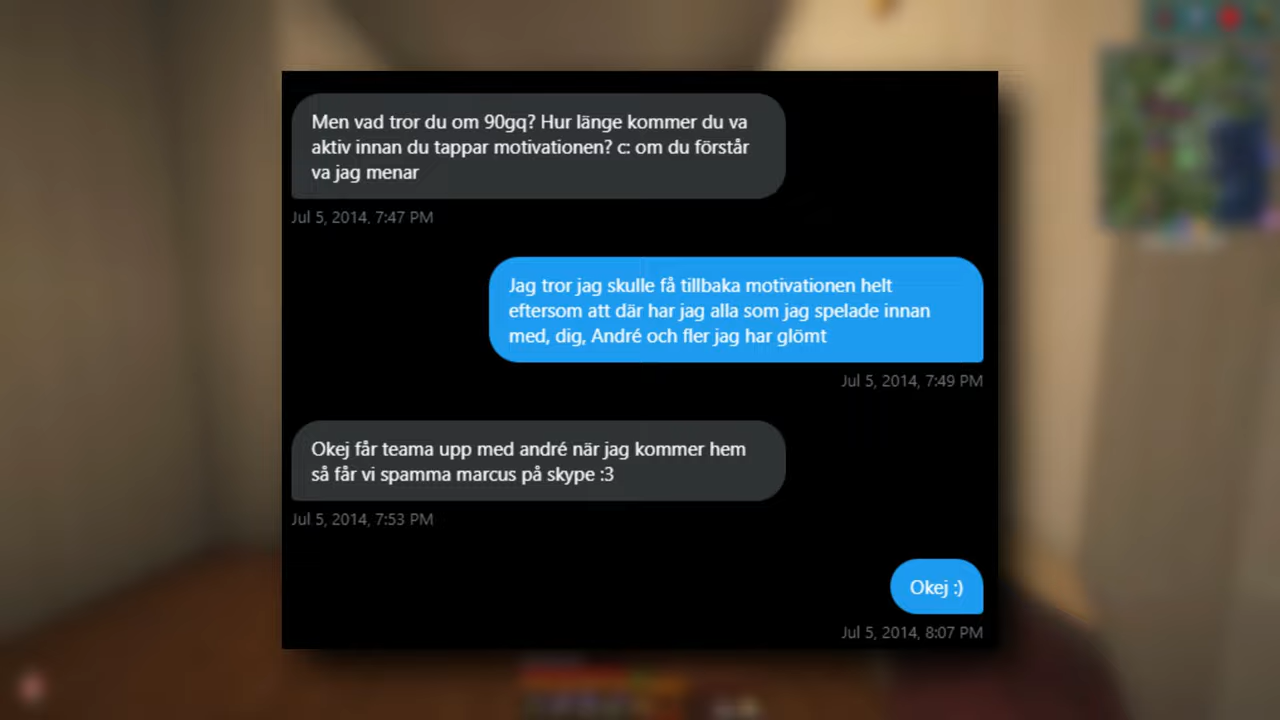 Men vad tror du om 90gq? Hur länge kommer du va
aktiv innan du tappar motivationen? c: om du förstår
va jag menar
Jul 5, 2014, 7:47 PM
Jag tror jag skulle få tillbaka motivationen helt
eftersom att där har jag alla som jag spelade innan
med, dig, André och fler jag har glömt
Jul 5, 2014, 7:49 PM
Okej får teama upp med andré när jag kommer hem
så får vi spamma marcus på skype :3
Jul 5, 2014, 7:53 PM
Okej :)
Jul 5, 2014, 8:07 PM